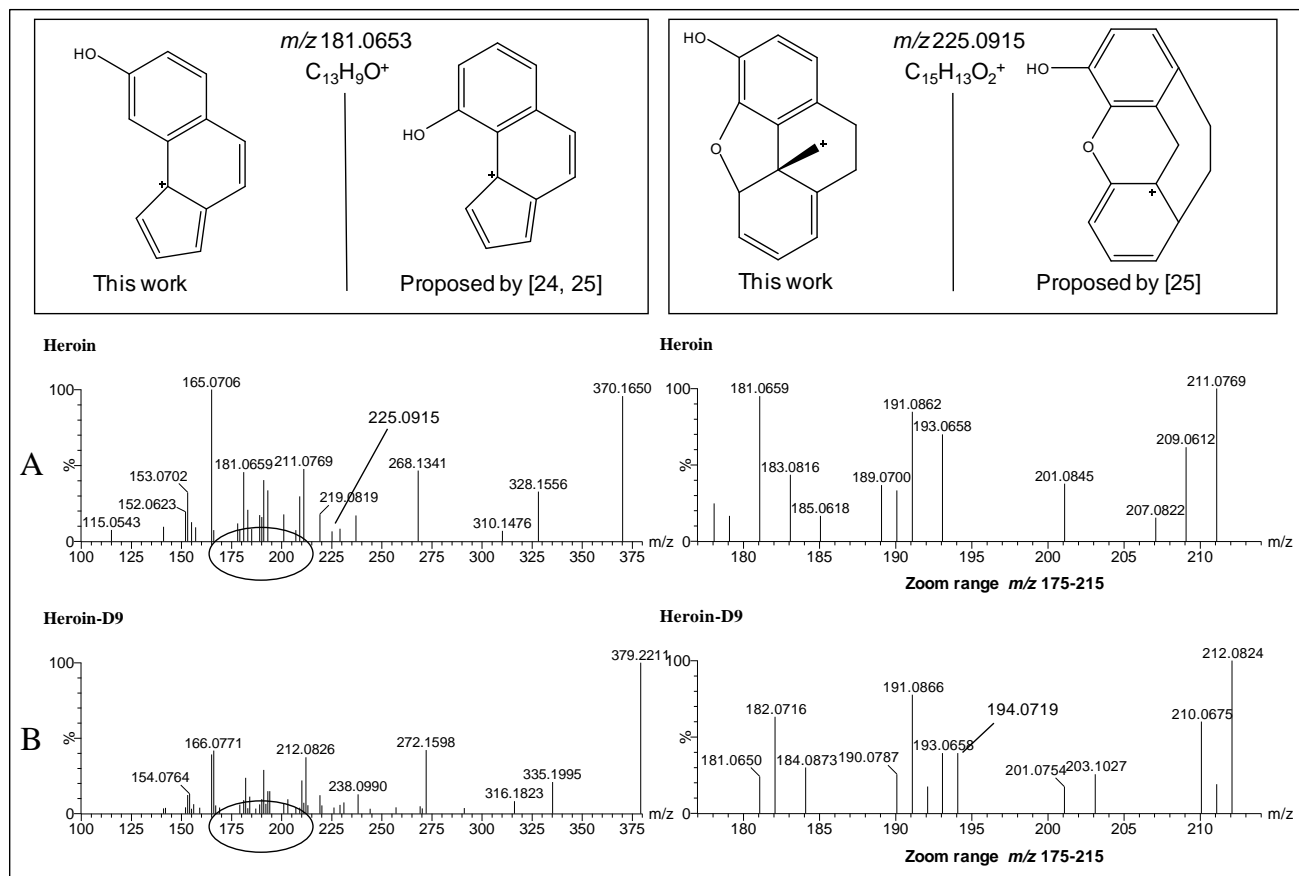 m/z 181.0653
C13H9O+
HO
HO
+
+
This work
Proposed by [24, 25]
m/z 225.0915
C15H13O2+
HO
HO
O
O
+
+
This work
Proposed by [25]
Heroin
A
%
100
0
165.0706
370.1650
225.0915
153.0702
181.0659
211.0769
268.1341
152.0623
219.0819
328.1556
115.0543
310.1476
m/z
100 125 150 175 200 225 250 275 300 325 350 375
Heroin
100
%
0
181.0659
211.0769
191.0862
193.0658
183.0816
189.0700
209.0612
185.0618
201.0845
207.0822
m/z
180 185 190 195 200 205 210
Zoom range m/z 175-215
Heroin-D9
B
%
100
0
379.2211
166.0771
212.0826
272.1598
154.0764
238.0990
335.1995
316.1823
m/z
100 125 150 175 200 225 250 275 300 325 350 375
Heroin-D9
100
%
0
212.0824
191.0866
194.0719
182.0716
210.0675
181.0650
184.0873
190.0787
193.0658
201.0754
203.1027
m/z
180 185 190 195 200 205 210
Zoom range m/z 175-215